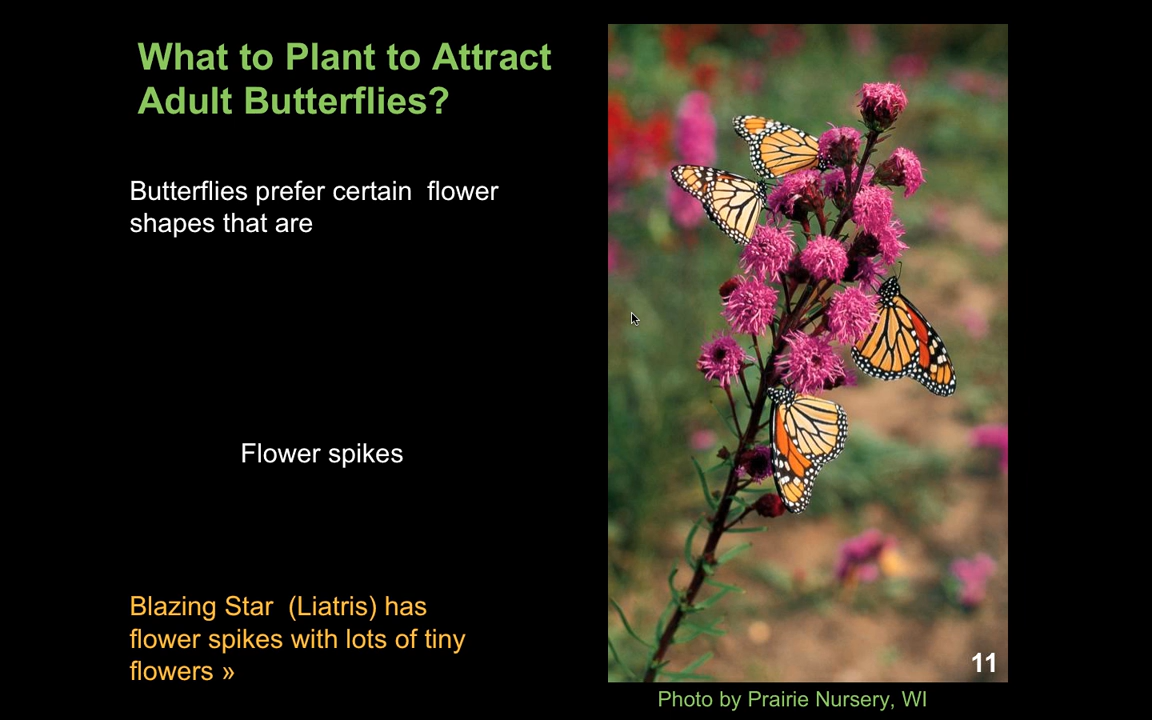 What to Plant to Attract
Adult Butterflies?
Butterflies prefer certain  flower
shapes that are
Flower spikes
Blazing Star  (Liatris) has
flower spikes with lots of tiny
flowers »
11
Photo by Prairie Nursery, WI